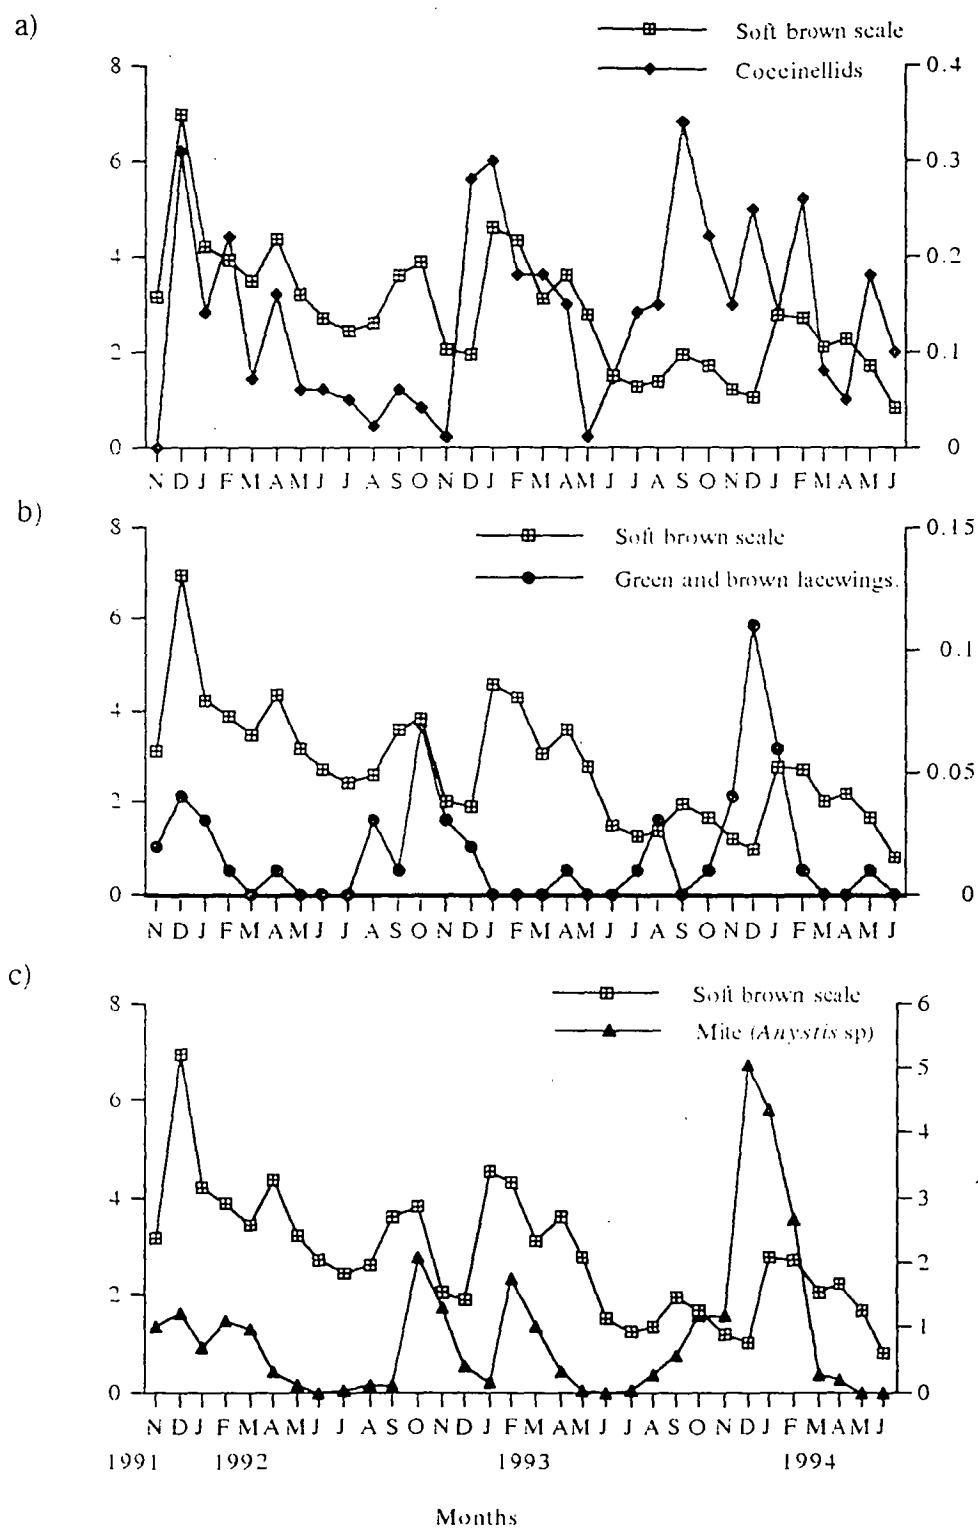 a)
Soft brown scale
Coccinellids
8 0.4
6 0.3
4 0.2
2 0.1
0 0
N D J F M A M J J A S O N D J F M A M J J A S O N D J F M A M J
b)
Soft brown scale
Green and brown lacewings.
8 0.15
6 0.1
4 0.05
2
0 0
N D J F M A M J J A S O N D J F M A M J J A S O N D J F M A M J
c)
Soft brown scale
Mite (Anystis sp)
8 6
5
6 4
4 3
2 2
1
0 0
N D J F M A M J J A S O N D J F M A M J J A S O N D J F M A M J
1991 1992 1993 1994
Months